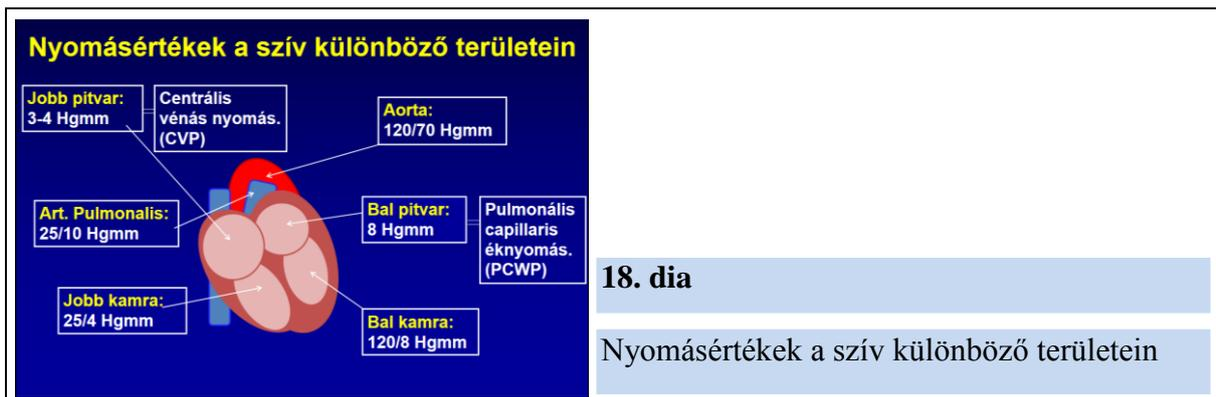 Nyomásértékek a szív különböző területein
Jobb pitvar:
3-4 Hgmm
Centrális
vénás nyomás.
(CVP)
Aorta:
120/70 Hgmm
Art. Pulmonalis:
25/10 Hgmm
Bal pitvar:
8 Hgmm
Pulmonális
capillaris
éknyomás.
(PCWP)
Jobb kamra:
25/4 Hgmm
Bal kamra:
120/8 Hgmm
18. dia
Nyomásértékek a szív különböző területein